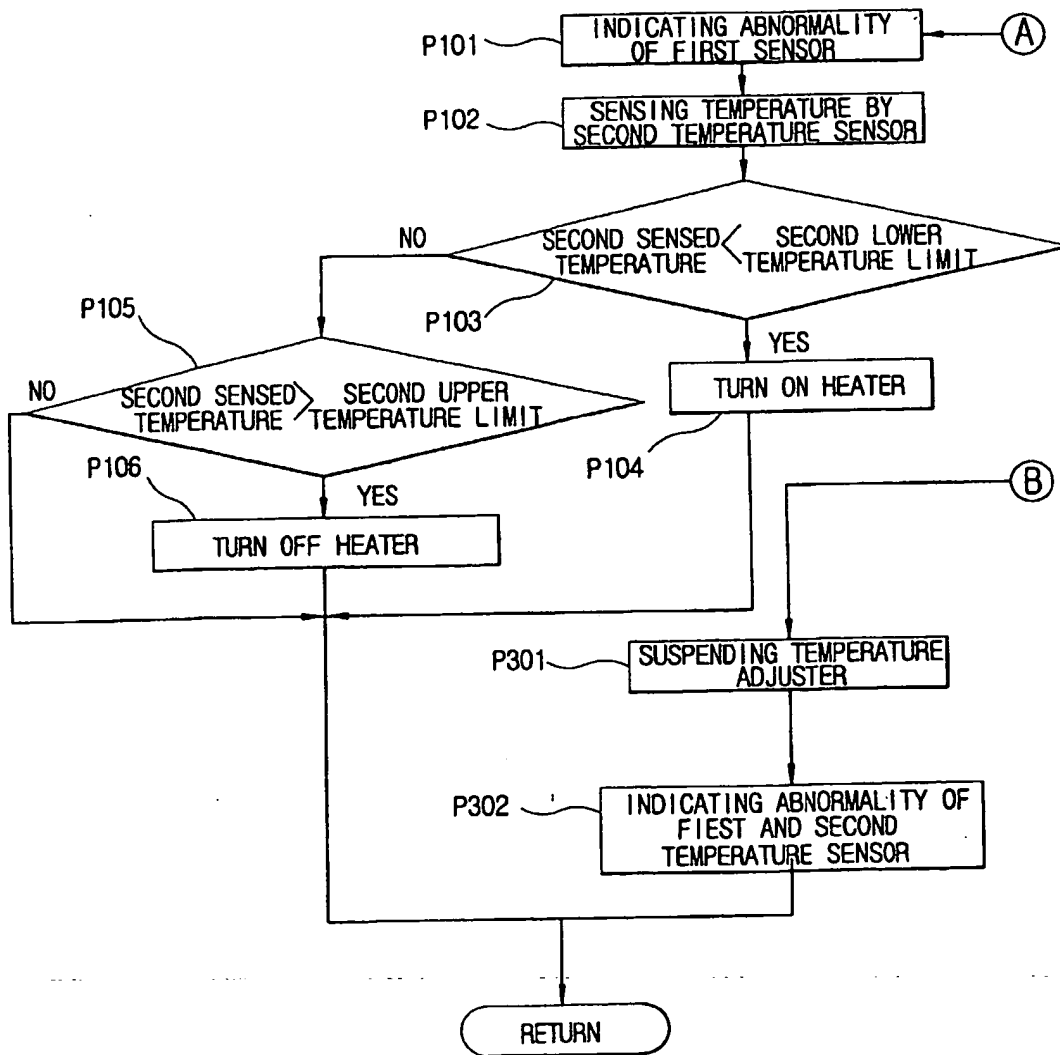 P101
INDICATING ABNORMALITY
OF FIRST SENSOR
A
P102
SENSING TEMPERATURE BY
SECOND TEMPERATURE SENSOR
NO
SECOND SENSED
TEMPERATURE
<
SECOND LOWER
TEMPERATURE LIMIT
P103
YES
P105
NO
SECOND SENSED
TEMPERATURE
>
SECOND UPPER
TEMPERATURE LIMIT
TURN ON HEATER
P104
P106
YES
TURN OFF HEATER
B
P301
SUSPENDING TEMPERATURE
ADJUSTER
P302
INDICATING ABNORMALITY OF
FIEST AND SECOND
TEMPERATURE SENSOR
RETURN